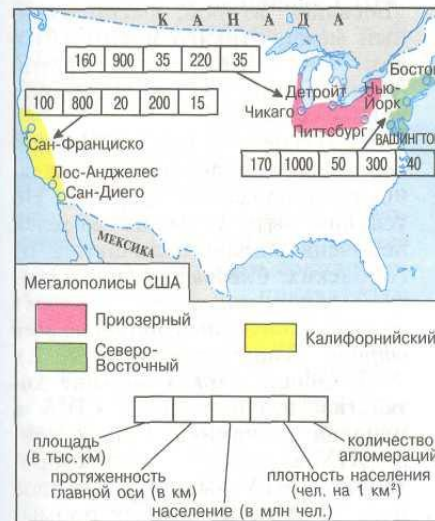 КАНАДА
160 900 35 220 35
Бостон
Детройт
Нью-
Йорк
100 800 20 200 15
Чикаго
Питтсбург
ВАШИНГТОН
Сан-Франциско
170 1000 50 300 40
Лос-Анджелес
Сан-Диего
МЕКСИКА
Мегалополисы США
Приозерный
Калифорнийский
Северо-
Восточный
площадь
(в тыс. км)
количество
агломераций
протяженность
главной оси (в км)
плотность населения
(чел. на 1 км²)
население (в млн чел.)